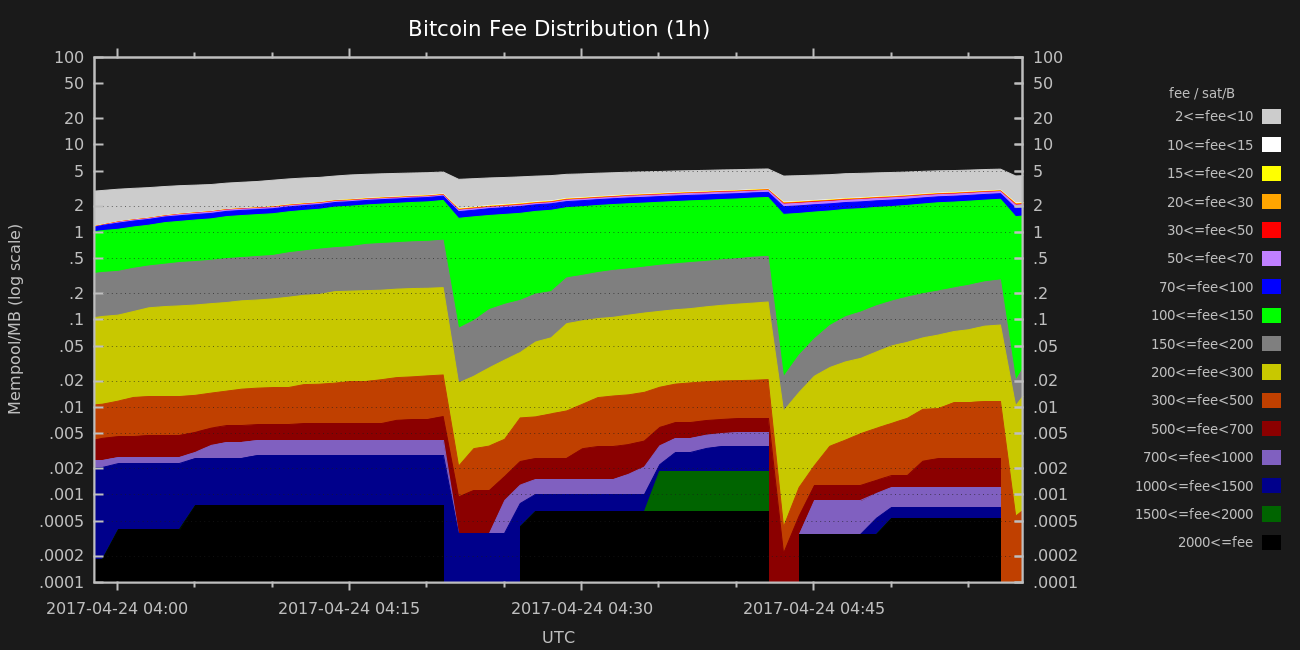 Bitcoin Fee Distribution (1h)
100
50
20
10
5
2
1
.5
.2
.1
.05
.02
.01
.005
.002
.001
.0005
.0002
.0001
Mempool/MB (log scale)
100
50
20
10
5
2
1
.5
.2
.1
.05
.02
.01
.005
.002
.001
.0005
.0002
.0001
2017-04-24 04:00
2017-04-24 04:15
2017-04-24 04:30
2017-04-24 04:45
UTC
fee / sat/B
2<=fee<10
10<=fee<15
15<=fee<20
20<=fee<30
30<=fee<50
50<=fee<70
70<=fee<100
100<=fee<150
150<=fee<200
200<=fee<300
300<=fee<500
500<=fee<700
700<=fee<1000
1000<=fee<1500
1500<=fee<2000
2000<=fee